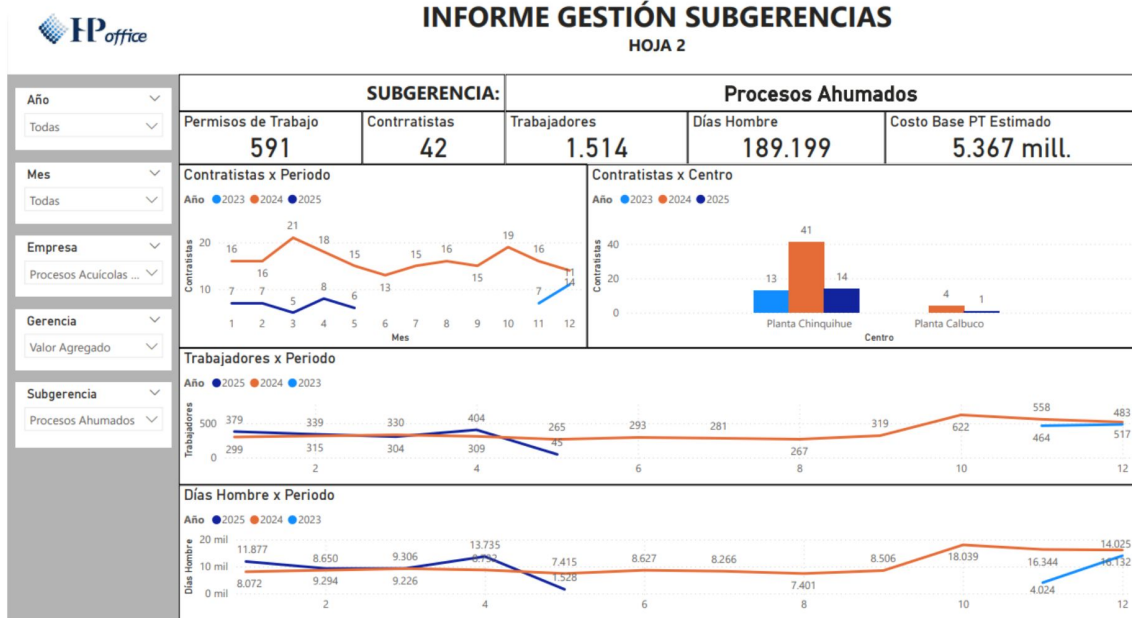 HP office
INFORME GESTIÓN SUBGERENCIAS
HOJA 2
Año
Todas
Mes
Todas
Empresa
Procesos Acuícolas ...
Gerencia
Valor Agregado
Subgerencia
Procesos Ahumados
SUBGERENCIA: Procesos Ahumados
Permisos de Trabajo Contrratistas Trabajadores Días Hombre Costo Base PT Estimado
591 42 1.514 189.199 5.367 mill.
Contratistas x Periodo
Año 2023 2024 2025
Contratistas
20
10
16 16 21 18 15 13 15 16 15 19 16 14
7 7 5 8 6
7 11
1 2 3 4 5 6 7 8 9 10 11 12
Mes
Contratistas x Centro
Año 2023 2024 2025
Contratistas
40
20
0
13 41 14
4 1
Planta Chinquihue Planta Calbuco
Centro
Trabajadores x Periodo
Año 2025 2024 2023
Trabajadores
500
0
379 339 330 404 265 293 281 319 558 483
299 315 304 309 45 267 622 464 517
2 4 6 8 10 12
Días Hombre x Periodo
Año 2025 2024 2023
Días Hombre
20 mil
10 mil
0 mil
11.877 8.650 9.306 13.735 7.415 8.627 8.266 8.506 18.039 16.344 14.025
8.072 9.294 9.226 1.528 7.401 4.024 16.132
2 4 6 8 10 12